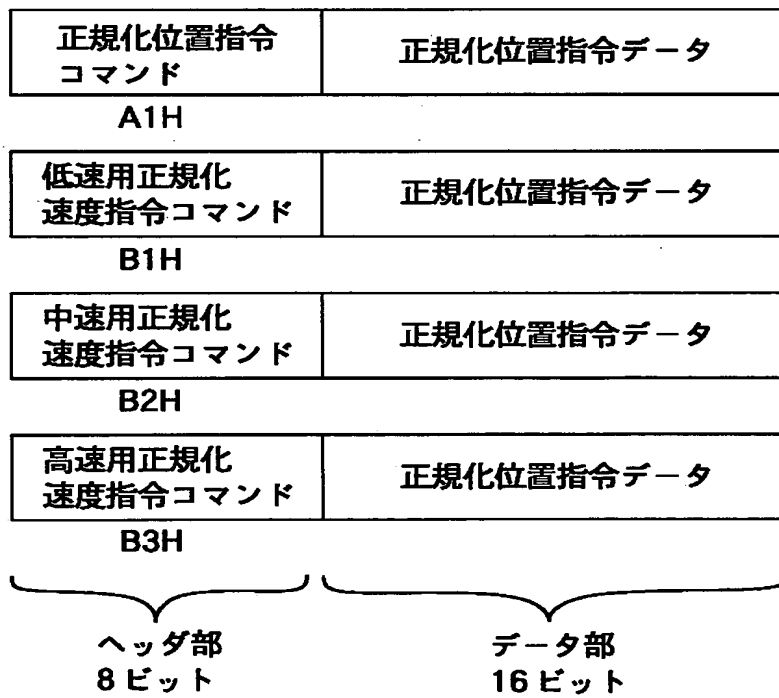 正規化位置指令
コマンド
正規化位置指令データ
A1H
低速用正規化
速度指令コマンド
正規化位置指令データ
B1H
中速用正規化
速度指令コマンド
正規化位置指令データ
B2H
高速用正規化
速度指令コマンド
正規化位置指令データ
B3H
ヘッダ部
8ビット
データ部
16ビット